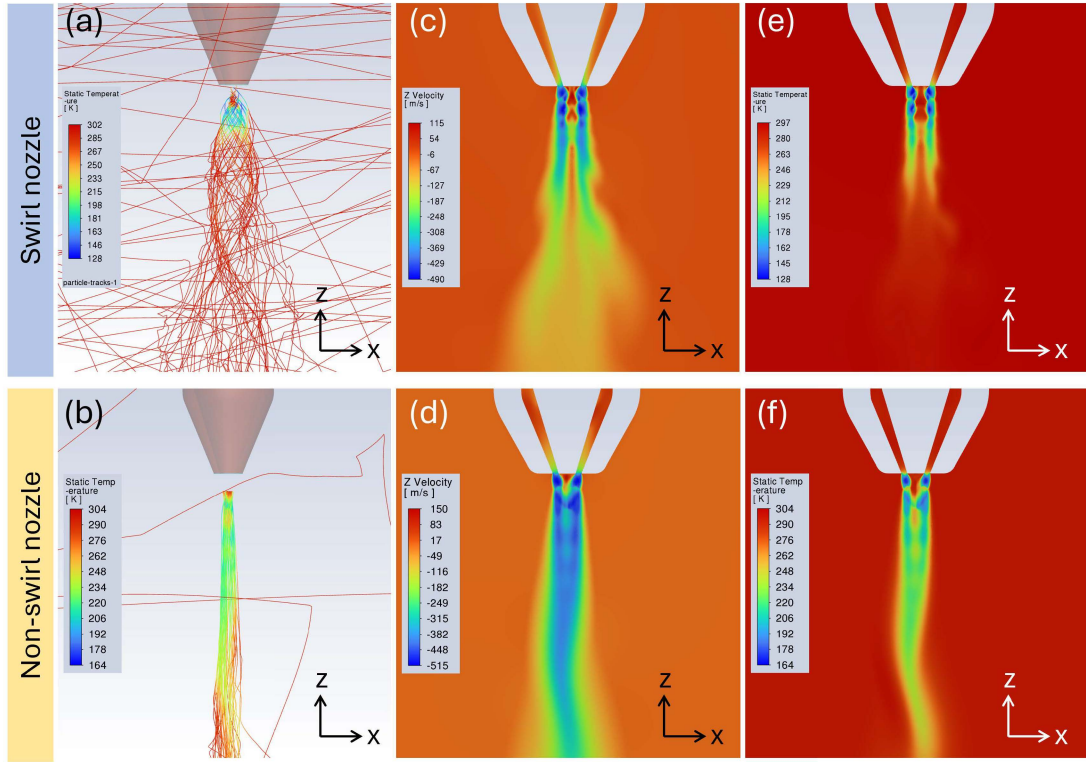 Swirl nozzle
(a)
Static Temperat
-ure
[ K ]
302
285
267
250
232
215
198
181
163
146
128
particle-tracks-1
Z
X
(c)
Z Velocity
[ m/s ]
115
54
-6
-67
-127
-187
-248
-308
-369
-429
-490
Z
X
(e)
Static Temperat
-ure
[ K ]
297
280
263
246
229
212
195
178
162
145
128
Z
X
Non-swirl nozzle
(b)
Static Temp
-erature
[ K ]
304
290
276
262
248
234
220
206
192
178
164
Z
X
(d)
Z Velocity
[ m/s ]
150
83
17
-49
-116
-182
-249
-315
-382
-448
-515
Z
X
(f)
Static Temp
-erature
[ K ]
304
290
276
262
248
234
220
206
192
178
164
Z
X